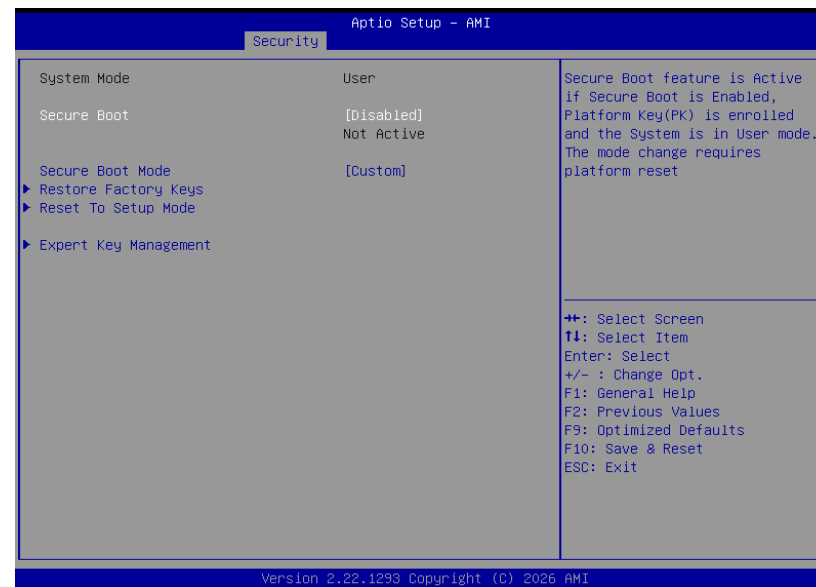 Aptio Setup – AMI
Security
System Mode User
Secure Boot [Disabled]
Not Active
Secure Boot Mode [Custom]
Restore Factory Keys
Reset To Setup Mode
Expert Key Management
Secure Boot feature is Active
if Secure Boot is Enabled,
Platform Key(PK) is enrolled
and the System is in User mode.
The mode change requires
platform reset
→←: Select Screen
↑↓: Select Item
Enter: Select
+/- : Change Opt.
F1: General Help
F2: Previous Values
F9: Optimized Defaults
F10: Save & Reset
ESC: Exit
Version 2.22.1293 Copyright (C) 2026 AMI